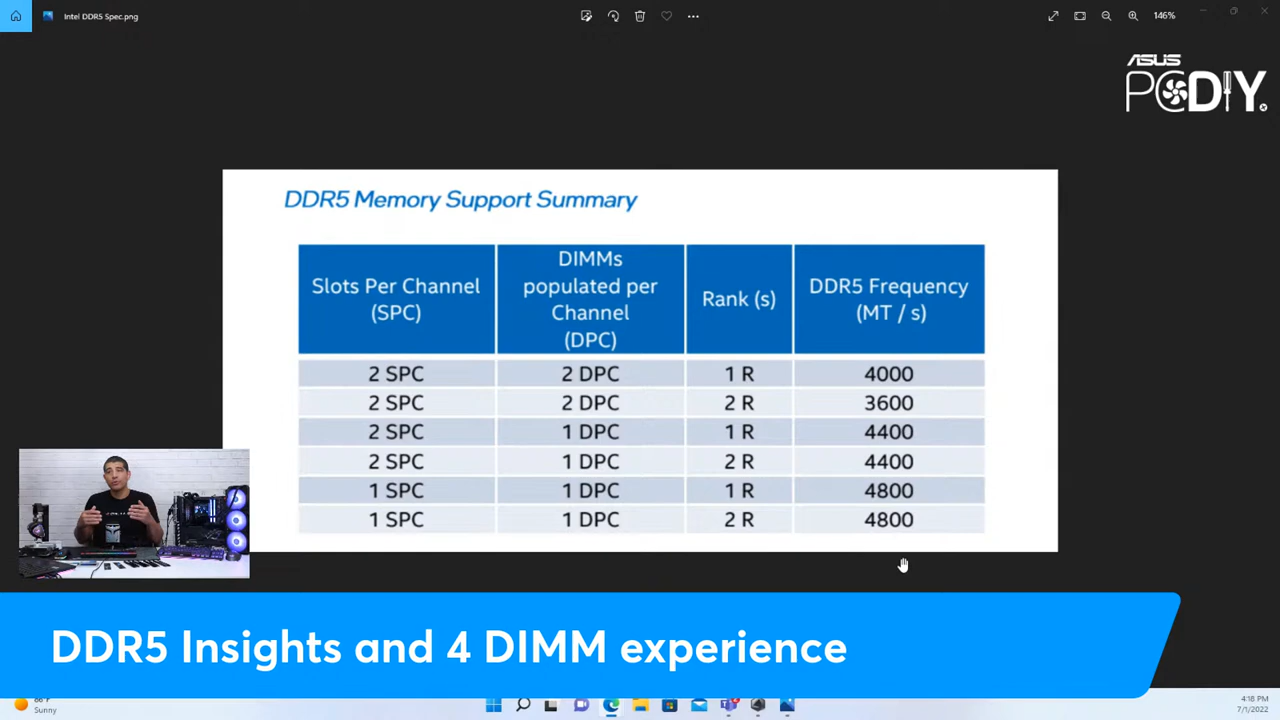 Intel DDR5 Spec.png
146%
ASUS
PCDIY.
DDR5 Memory Support Summary
Slots Per Channel (SPC) DIMMs populated per Channel (DPC) Rank (s) DDR5 Frequency (MT / s)
2 SPC 2 DPC 1 R 4000
2 SPC 2 DPC 2 R 3600
2 SPC 1 DPC 1 R 4400
2 SPC 1 DPC 2 R 4400
1 SPC 1 DPC 1 R 4800
1 SPC 1 DPC 2 R 4800
DDR5 Insights and 4 DIMM experience
Sunny
4:18 PM
7/1/2022